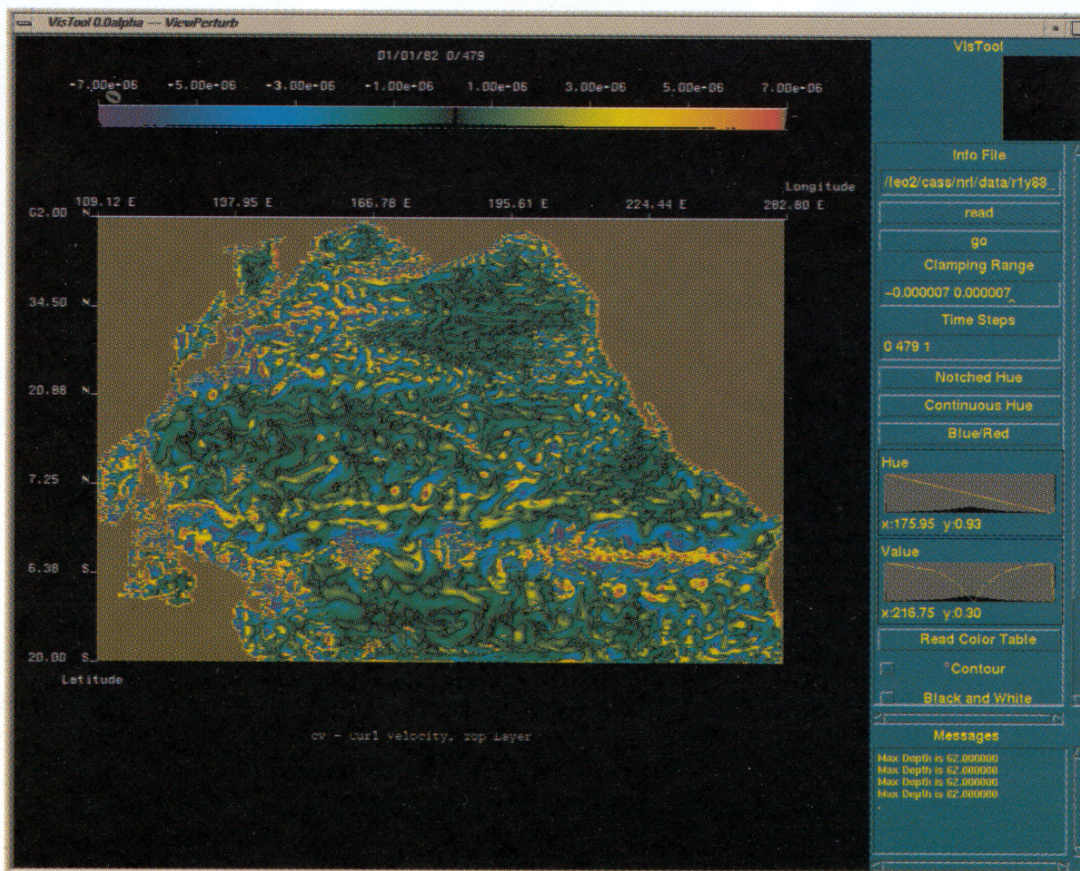 VisTool 0.0alpha — ViewPerturb
01/01/82 0/479
-7.00e-06 -5.00e-06 -3.00e-06 -1.00e-06 1.00e-06 3.00e-06 5.00e-06 7.00e-06
Longitude
109.12 E 137.95 E 166.78 E 195.61 E 224.44 E 282.80 E
62.00 N
34.50 N
20.88 N
7.25 N
6.38 S
20.00 S
Latitude
cv - Curl Velocity, Top Layer
VisTool
Info File
/leo2/cass/nrl/data/r1y88_
read
go
Clamping Range
-0.000007 0.000007
Time Steps
0 479 1
Notched Hue
Continuous Hue
Blue/Red
Hue
x:175.95 y:0.93
Value
x:216.75 y:0.30
Read Color Table
Contour
Black and White
Messages
Max Depth is 62.000000
Max Depth is 62.000000
Max Depth is 62.000000
Max Depth is 62.000000